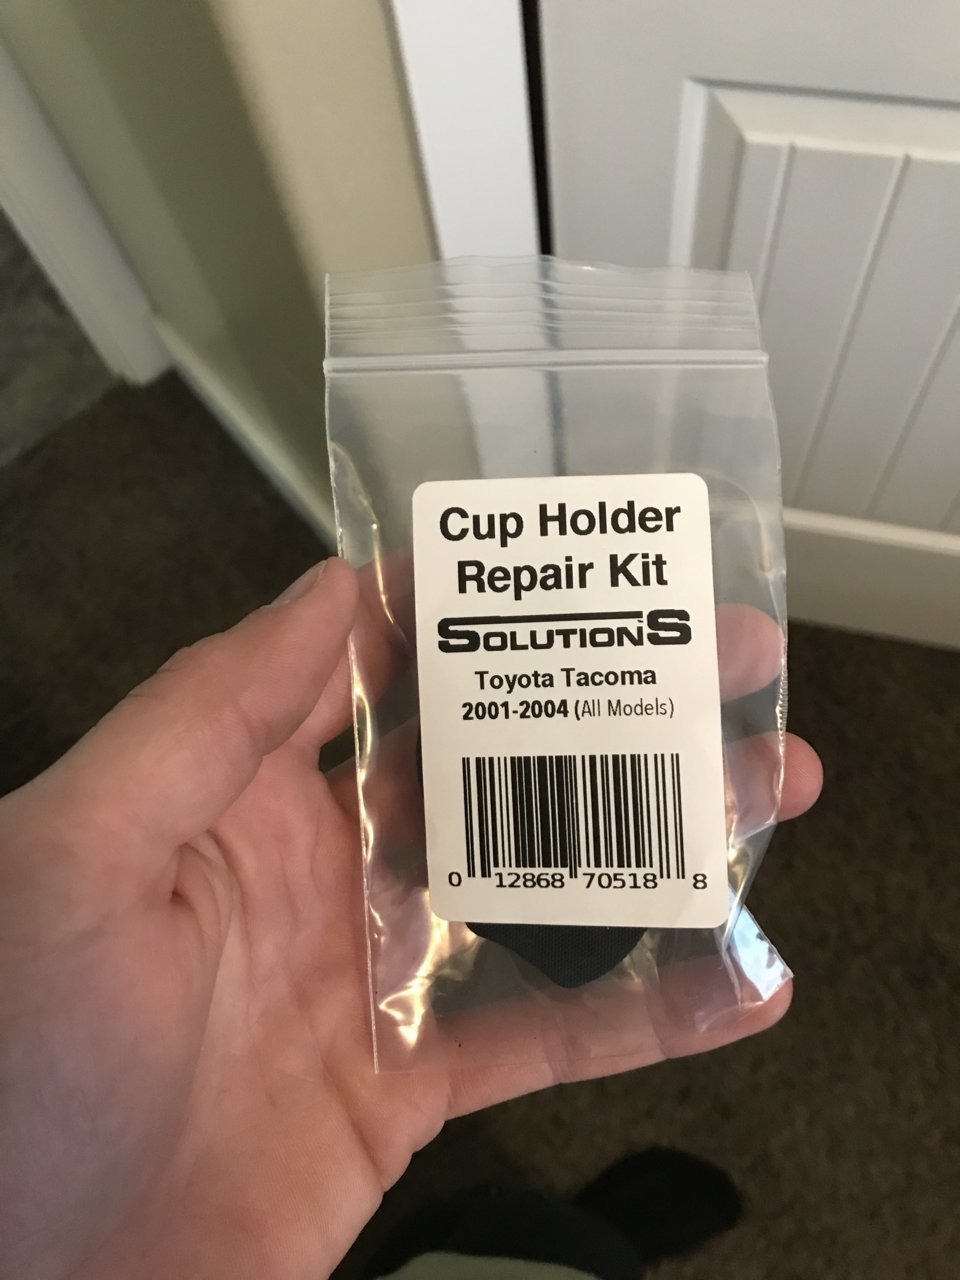 Cup Holder
Repair Kit
SOLUTIONS
Toyota Tacoma
2001-2004 (All Models)
0 12868 70518 8